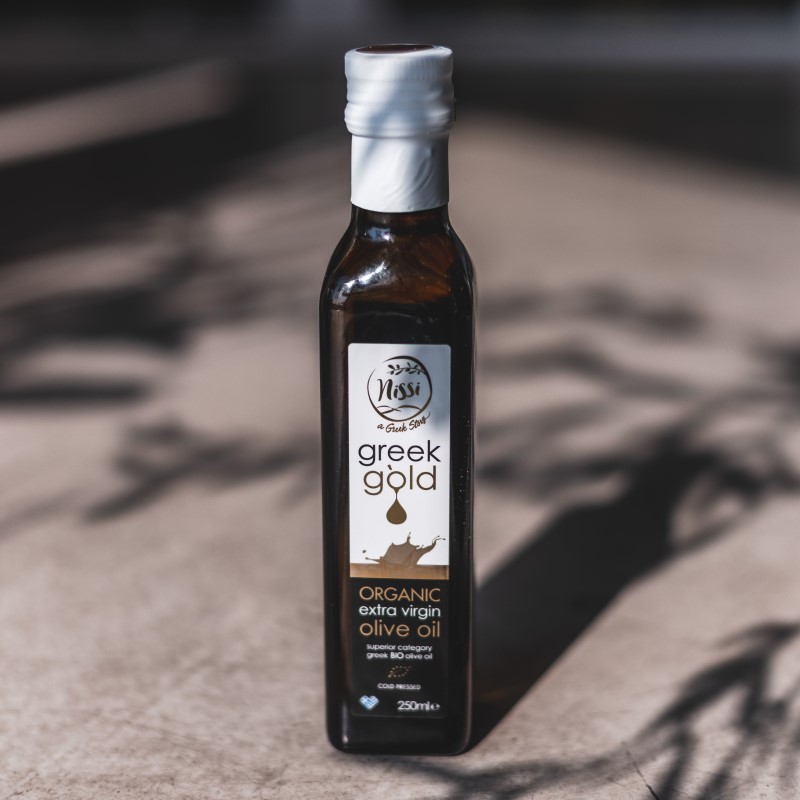 Nissi
a Greek Story
greek
gold
ORGANIC
extra virgin
olive oil
superior category
greek BIO olive oil
COLD PRESSED
250ml e